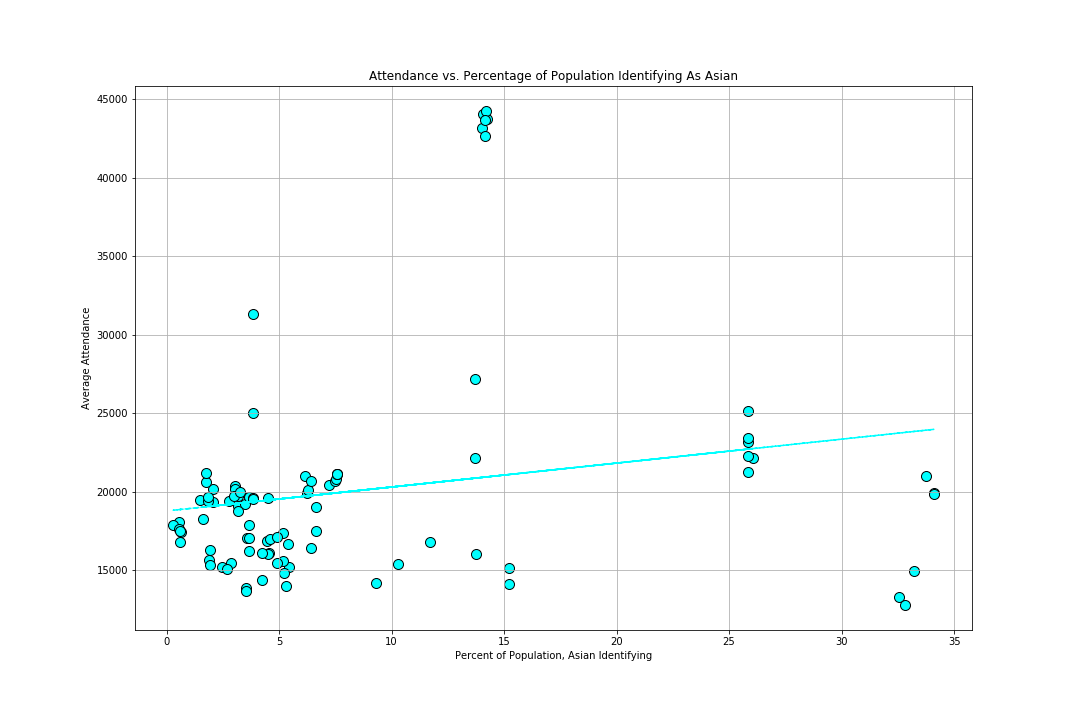 Attendance vs. Percentage of Population Identifying As Asian
45000
40000
35000
30000
25000
20000
15000
Average Attendance
0 5 10 15 20 25 30 35
Percent of Population, Asian Identifying